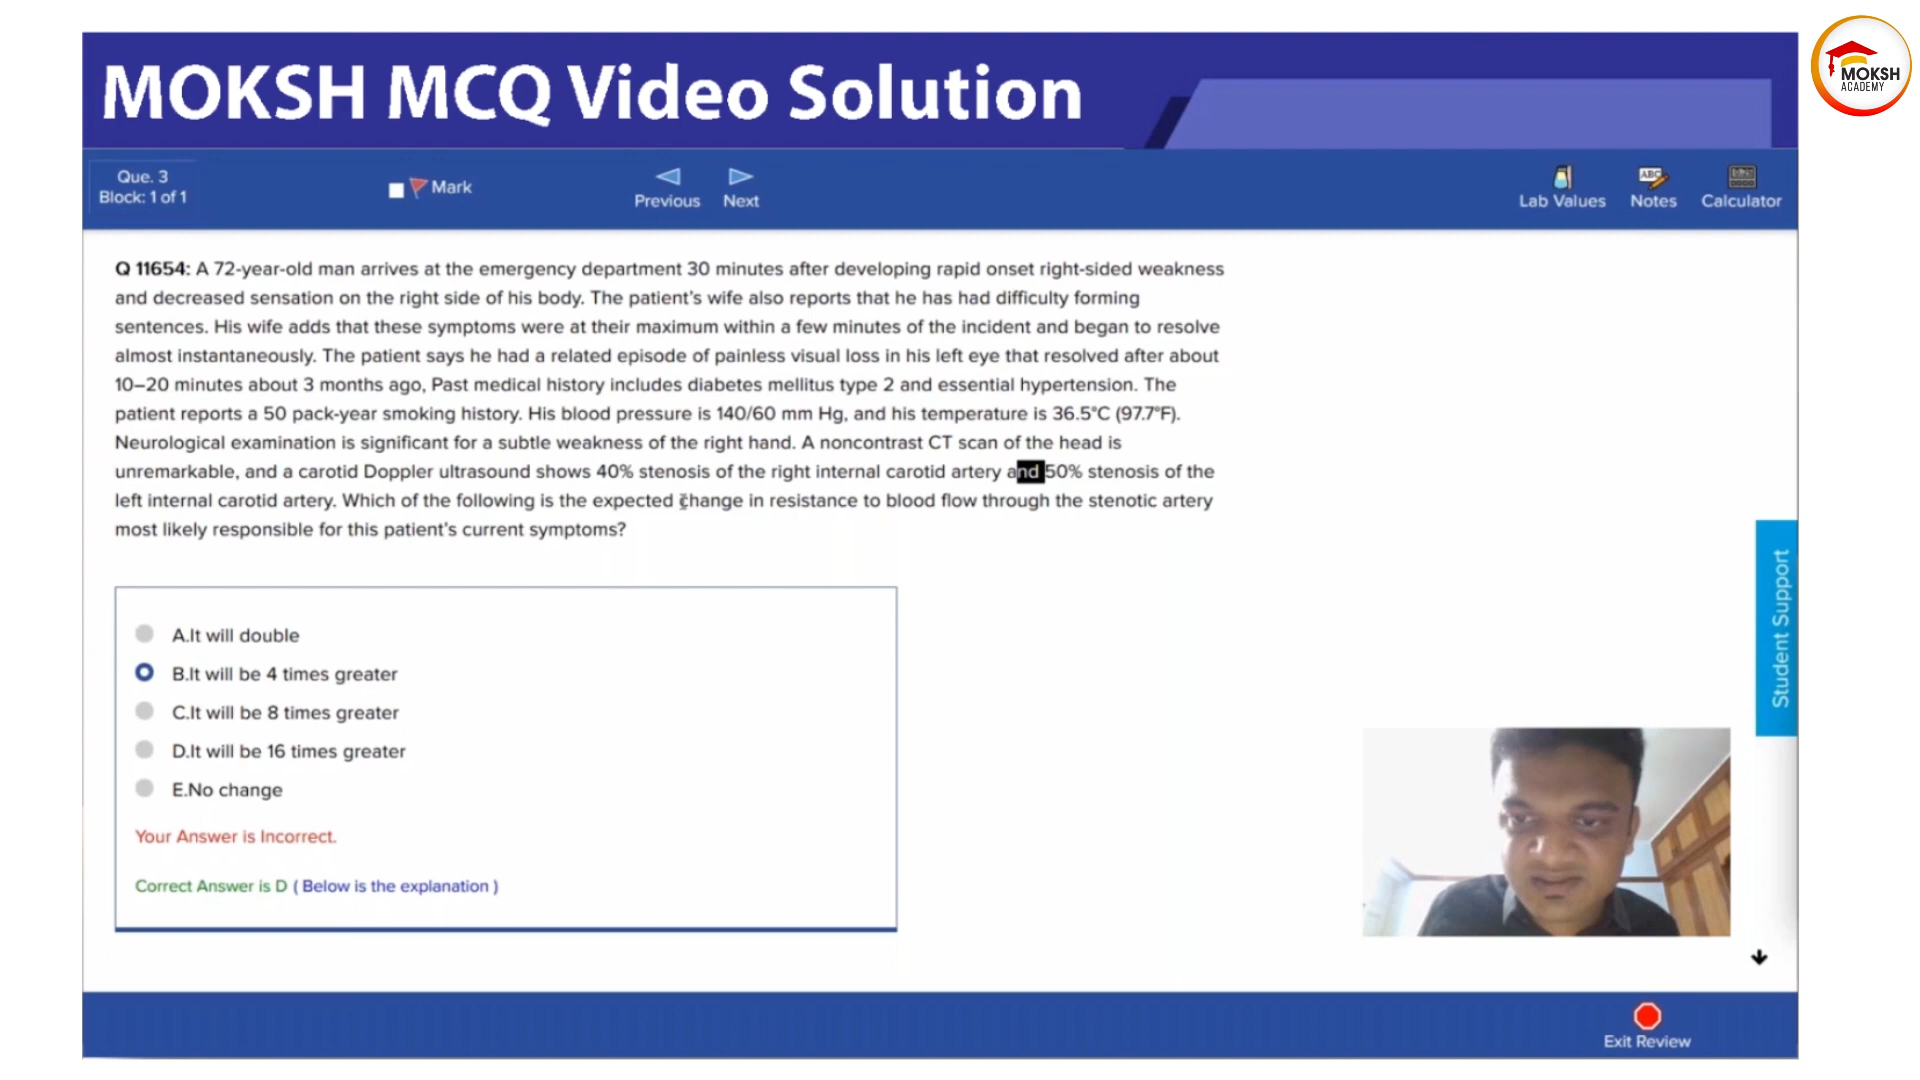 MOKSH MCQ Video Solution
MOKSH
ACADEMY
Que. 3
Block: 1 of 1
Mark
Previous
Next
Lab Values
Notes
Calculator
Q 11654: A 72-year-old man arrives at the emergency department 30 minutes after developing rapid onset right-sided weakness
and decreased sensation on the right side of his body. The patient's wife also reports that he has had difficulty forming
sentences. His wife adds that these symptoms were at their maximum within a few minutes of the incident and began to resolve
almost instantaneously. The patient says he had a related episode of painless visual loss in his left eye that resolved after about
10–20 minutes about 3 months ago, Past medical history includes diabetes mellitus type 2 and essential hypertension. The
patient reports a 50 pack-year smoking history. His blood pressure is 140/60 mm Hg, and his temperature is 36.5°C (97.7°F).
Neurological examination is significant for a subtle weakness of the right hand. A noncontrast CT scan of the head is
unremarkable, and a carotid Doppler ultrasound shows 40% stenosis of the right internal carotid artery and 50% stenosis of the
left internal carotid artery. Which of the following is the expected change in resistance to blood flow through the stenotic artery
most likely responsible for this patient's current symptoms?
A.It will double
B.It will be 4 times greater
C.It will be 8 times greater
D.It will be 16 times greater
E.No change
Your Answer is Incorrect.
Correct Answer is D ( Below is the explanation )
Student Support
Exit Review